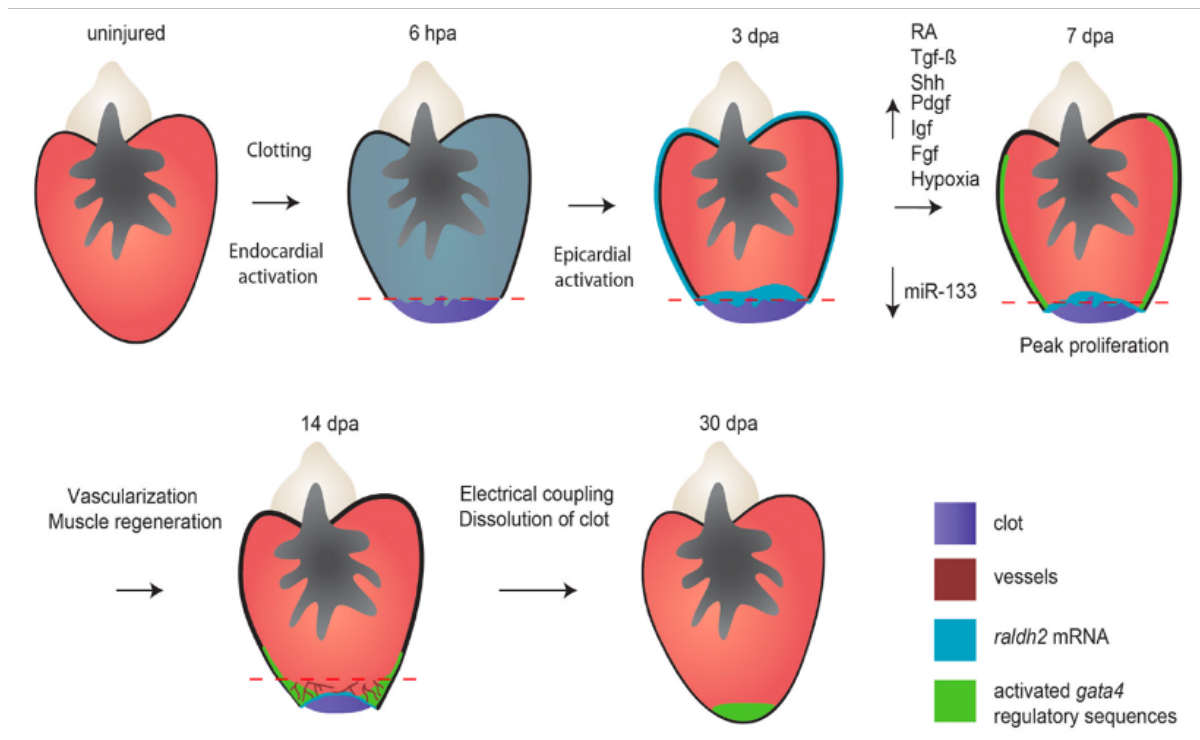 uninjured
6 hpa
3 dpa
7 dpa
Clotting
Endocardial
activation
Epicardial
activation
RA
Tgf-ß
Shh
Pdgf
Igf
Fgf
Hypoxia
miR-133
Peak proliferation
14 dpa
30 dpa
Vascularization
Muscle regeneration
Electrical coupling
Dissolution of clot
clot
vessels
raldh2 mRNA
activated gata4
regulatory sequences